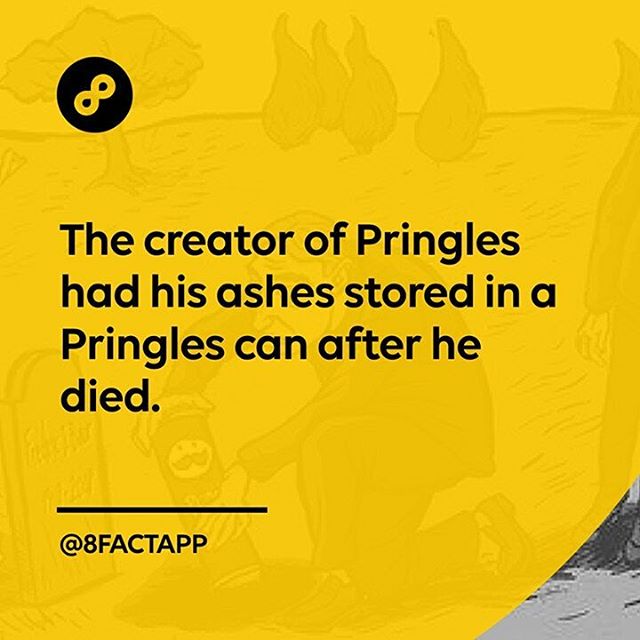 The creator of Pringles
had his ashes stored in a
Pringles can after he
died.
@8FACTAPP